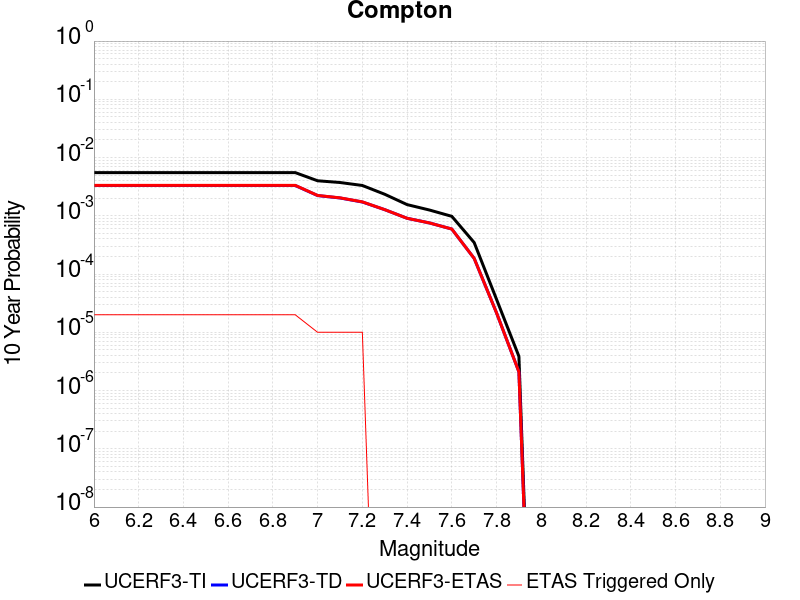 Compton
10 0
10 -1
10 -2
10 -3
10 -4
10 -5
10 -6
10 -7
10 -8
10 Year Probability
6 6.2 6.4 6.6 6.8 7 7.2 7.4 7.6 7.8 8 8.2 8.4 8.6 8.8 9
Magnitude
UCERF3-TI UCERF3-TD UCERF3-ETAS ETAS Triggered Only